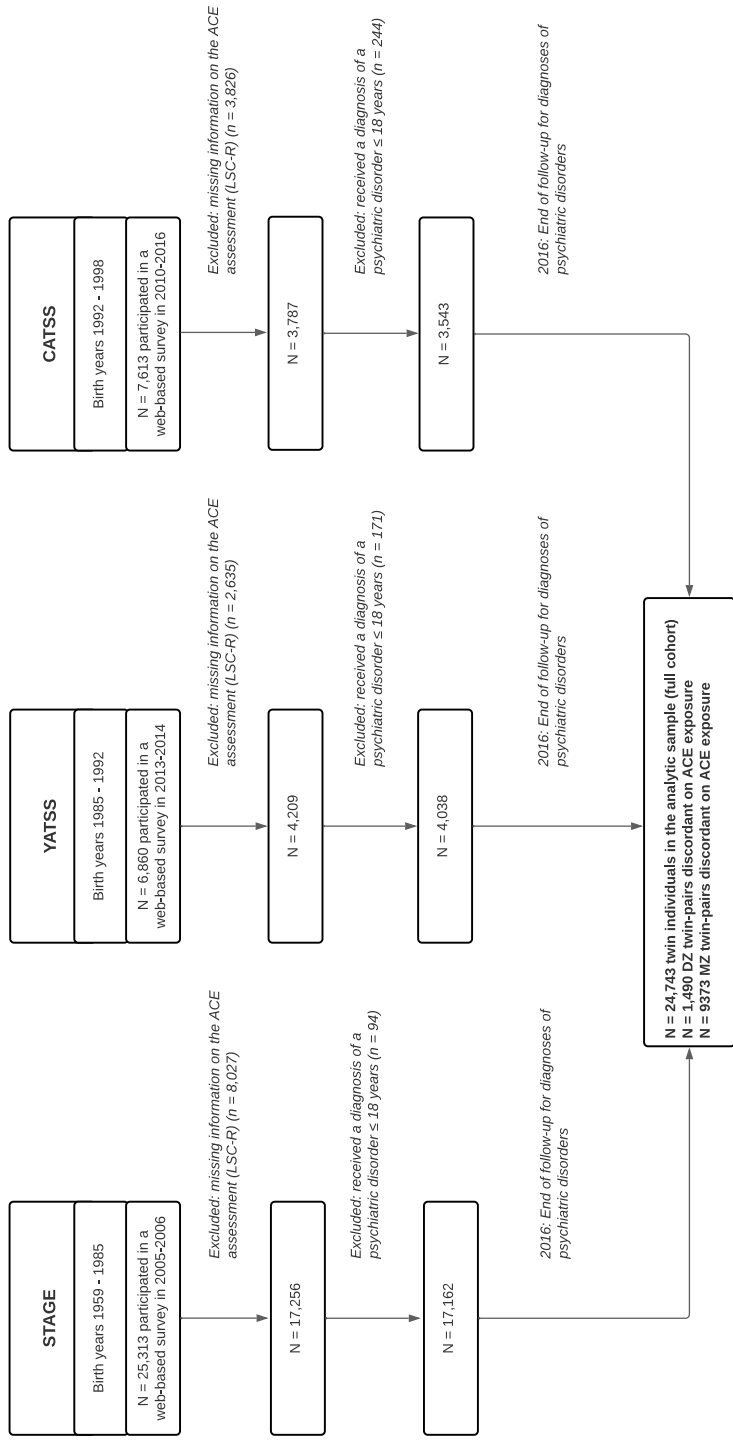 STAGE
Birth years 1959 - 1985
N = 25,313 participated in a
web-based survey in 2005-2006
Excluded: missing information on the ACE
assessment (LSC-R) (n = 8,027)
N = 17,256
Excluded: received a diagnosis of a
psychiatric disorder ≤ 18 years (n = 94)
N = 17,162
2016: End of follow-up for diagnoses of
psychiatric disorders
YATSS
Birth years 1985 - 1992
N = 6,860 participated in a
web-based survey in 2013-2014
Excluded: missing information on the ACE
assessment (LSC-R) (n = 2,635)
N = 4,209
Excluded: received a diagnosis of a
psychiatric disorder ≤ 18 years (n = 171)
N = 4,038
2016: End of follow-up for diagnoses of
psychiatric disorders
CATSS
Birth years 1992 - 1998
N = 7,613 participated in a
web-based survey in 2010-2016
Excluded: missing information on the ACE
assessment (LSC-R) (n = 3,826)
N = 3,787
Excluded: received a diagnosis of a
psychiatric disorder ≤ 18 years (n = 244)
N = 3,543
2016: End of follow-up for diagnoses of
psychiatric disorders
N = 24,743 twin individuals in the analytic sample (full cohort)
N = 1,490 DZ twin-pairs discordant on ACE exposure
N = 9373 MZ twin-pairs discordant on ACE exposure